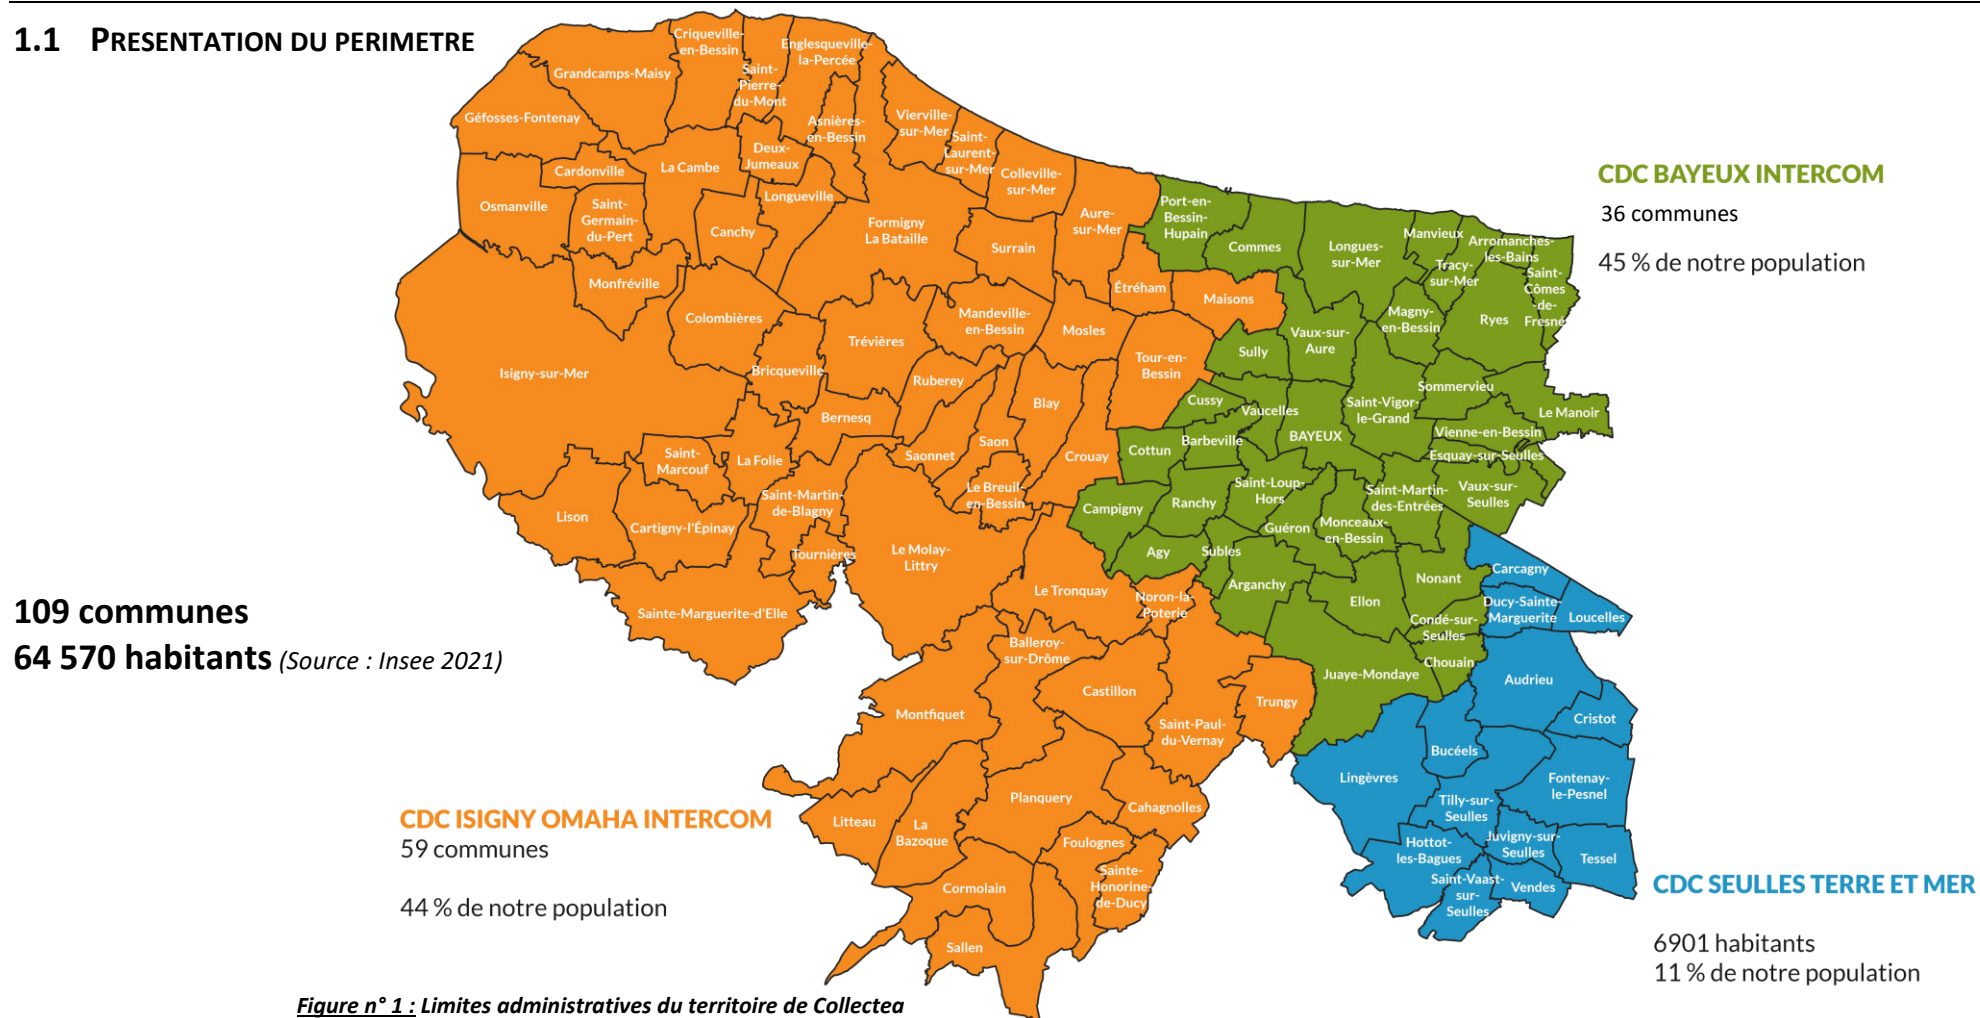 1.1 PRESENTATION DU PERIMETRE
Criqueville-
en-Bessin
Englesqueville-
la-Percée
Grandcamps-Maisy
Saint-
Pierre-
du-Mont
Géfosses-Fontenay
Asnières-
en-Bessin
Vierville-
sur-Mer
Saint-
Laurent-
sur-Mer
Deux-
Jumeaux
Cardonville
La Cambe
Colleville-
sur-Mer
Longueville
Osmanville
Saint-
Germain-
du-Pert
Canchy
Formigny
La Bataille
Aure-
sur-Mer
Surrain
Monfréville
Étréham
Maisons
Colombières
Mandeville-
en-Bessin
Mosles
Trévières
Tour-en-
Bessin
Isigny-sur-Mer
Bricqueville
Ruberey
Blay
Bernesq
Saon
Saonnet
Crouay
Saint-
Marcouf
La Folie
Le Breuil-
en-Bessin
Saint-Martin-
de-Blagny
Lison
Cartigny-l'Épinay
Tournières
Le Molay-
Littry
Le Tronquay
Noron-la-
Poterie
Sainte-Marguerite-d'Elle
Balleroy-
sur-Drôme
Castillon
Trungy
Montfiquet
Saint-Paul-
du-Vernay
Planquery
Cahagnolles
Litteau
La
Bazoque
Foulognes
Sainte-
Honorine-
de-Ducy
Cormolain
Sallen
Port-en-
Bessin-
Hupain
Commes
Longues-
sur-Mer
Manvieux
Arromanches-
les-Bains
Tracy-
sur-Mer
Saint-
Cômes
-de-
Fresné
Magny-
en-Bessin
Ryes
Vaux-sur-
Aure
Sully
Sommervieu
Cussy
Vaucelles
Saint-Vigor-
le-Grand
Le Manoir
Barbeville
BAYEUX
Vienne-en-Bessin
Cottun
Esquay-sur-Seulles
Saint-Loup-
Hors
Saint-Martin-
des-Entrées
Vaux-sur-
Seulles
Campigny
Ranchy
Guéron
Monceaux-
en-Bessin
Agy
Subles
Arganchy
Nonant
Ellon
Condé-sur-
Seulles
Chouain
Juaye-Mondaye
Carcagny
Ducy-Sainte-
Marguerite
Loucelles
Audrieu
Cristot
Bucéels
Lingèvres
Fontenay-
le-Pesnel
Tilly-sur-
Seulles
Hottot-
les-Bagues
Juvigny-sur-
Seulles
Tessel
Saint-Vaast-
sur-
Seulles
Vendes
CDC BAYEUX INTERCOM
36 communes
45 % de notre population
109 communes
64 570 habitants (Source : Insee 2021)
CDC ISIGNY OMAHA INTERCOM
59 communes
44 % de notre population
CDC SEULLES TERRE ET MER
6901 habitants
11 % de notre population
Figure n° 1 : Limites administratives du territoire de Collectea